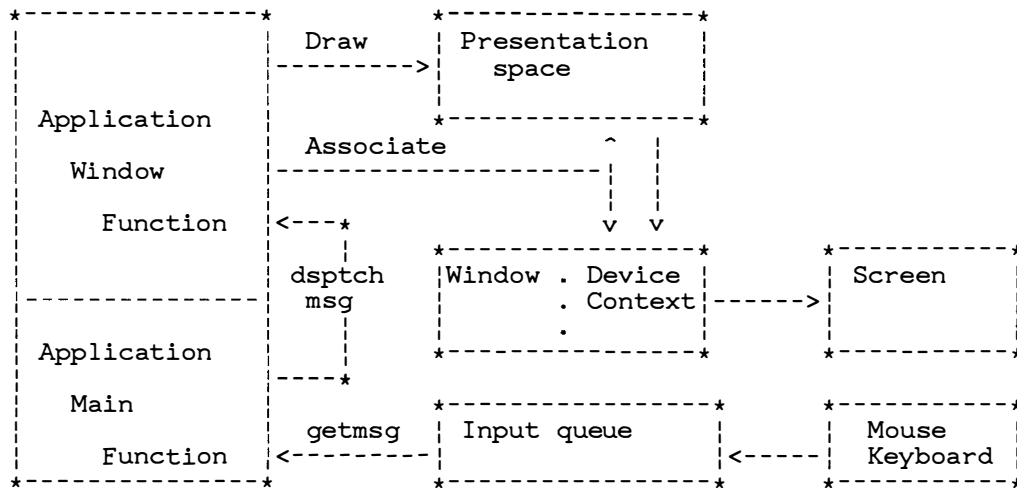 Draw
Presentation
space
Application
Associate
Window
Function
dsptch
msg
Window . Device
. Context
.
Screen
Application
Main
getmsg
Input queue
Mouse
Function
Keyboard